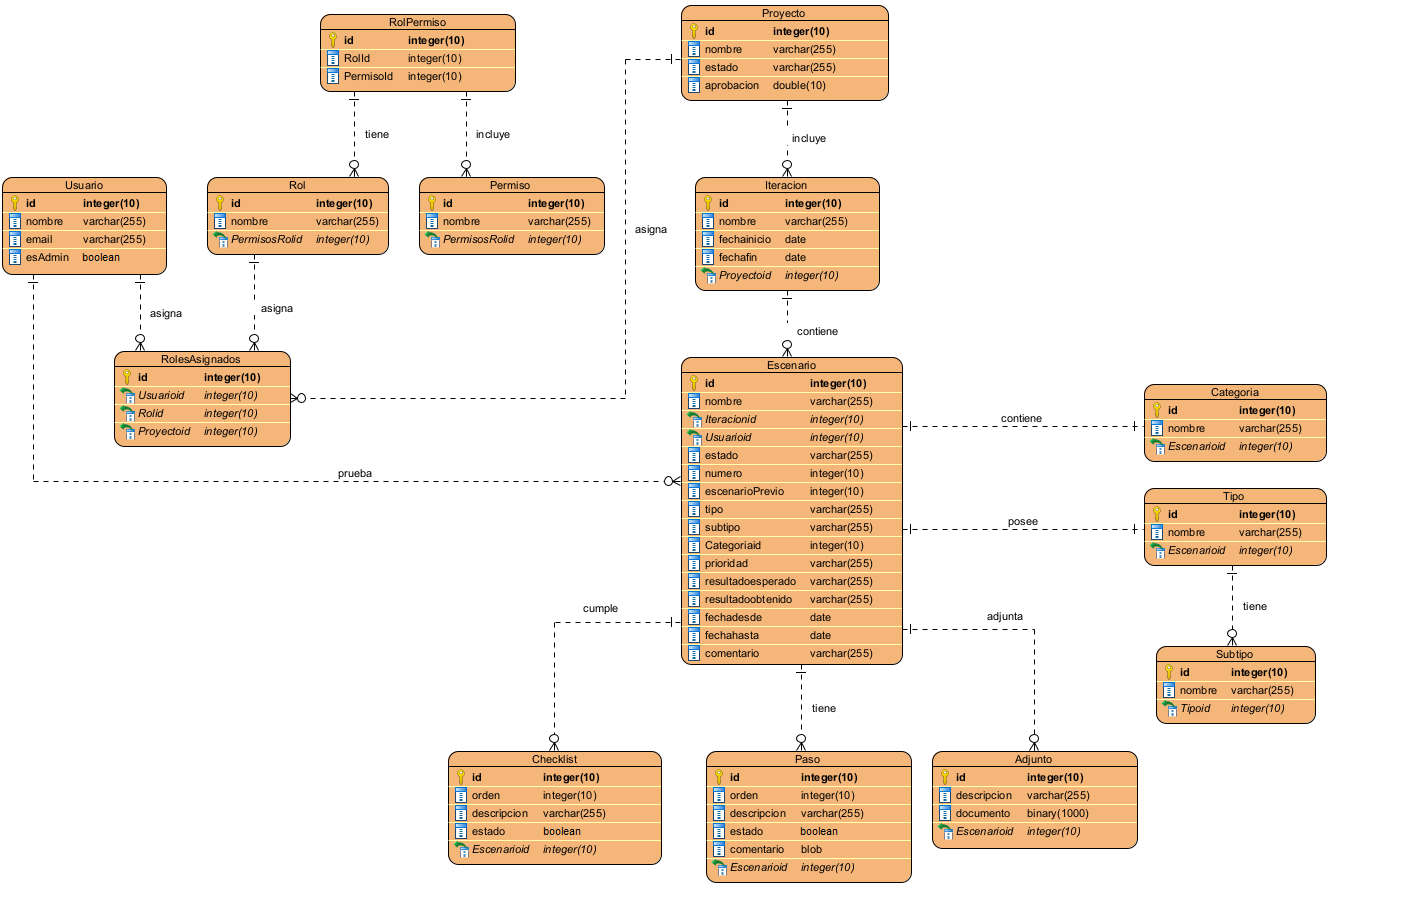 RolPermiso
id integer(10)
RolId integer(10)
PermisoId integer(10)
Proyecto
id integer(10)
nombre varchar(255)
estado varchar(255)
aprobacion double(10)
tiene
incluye
incluye
Usuario
id integer(10)
nombre varchar(255)
email varchar(255)
esAdmin boolean
Rol
id integer(10)
nombre varchar(255)
PermisosRolid integer(10)
Permiso
id integer(10)
nombre varchar(255)
PermisosRolid integer(10)
asigna
Iteracion
id integer(10)
nombre varchar(255)
fechainicio date
fechafin date
Proyectoid integer(10)
asigna
asigna
contiene
RolesAsignados
id integer(10)
Usuarioid integer(10)
Rolid integer(10)
Proyectoid integer(10)
Escenario
id integer(10)
nombre varchar(255)
Iteracionid integer(10)
Usuarioid integer(10)
estado varchar(255)
numero integer(10)
escenarioPrevio integer(10)
tipo varchar(255)
subtipo varchar(255)
Categoriaid integer(10)
prioridad varchar(255)
resultadoesperado varchar(255)
resultadoobtenido varchar(255)
fechadesde date
fechahasta date
comentario varchar(255)
contiene
Categoria
id integer(10)
nombre varchar(255)
Escenarioid integer(10)
prueba
posee
Tipo
id integer(10)
nombre varchar(255)
Escenarioid integer(10)
cumple
adjunta
tiene
Subtipo
id integer(10)
nombre varchar(255)
Tipoid integer(10)
tiene
Checklist
id integer(10)
orden integer(10)
descripcion varchar(255)
estado boolean
Escenarioid integer(10)
Paso
id integer(10)
orden integer(10)
descripcion varchar(255)
estado boolean
comentario blob
Escenarioid integer(10)
Adjunto
id integer(10)
descripcion varchar(255)
documento binary(1000)
Escenarioid integer(10)